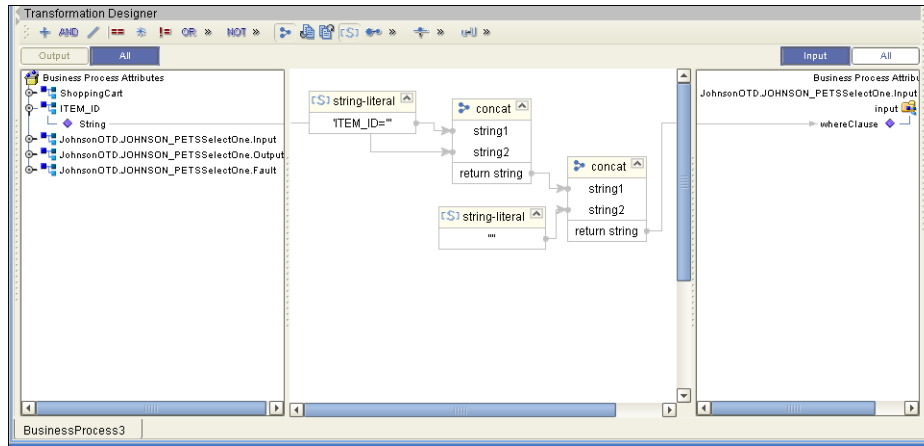 Transformation Designer
AND == != OR » NOT » [S] » » »
Output All Input All
Business Process Attributes
ShoppingCart
ITEM_ID
String
JohnsonOTD.JOHNSON_PETSSelectOne.Input
JohnsonOTD.JOHNSON_PETSSelectOne.Output
JohnsonOTD.JOHNSON_PETSSelectOne.Fault
[S] string-literal
'ITEM_ID='"
concat
string1
string2
return string
concat
string1
string2
return string
[S] string-literal
'"'
Business Process Attribu
JohnsonOTD.JOHNSON_PETSSelectOne.Input
input
whereClause
BusinessProcess3